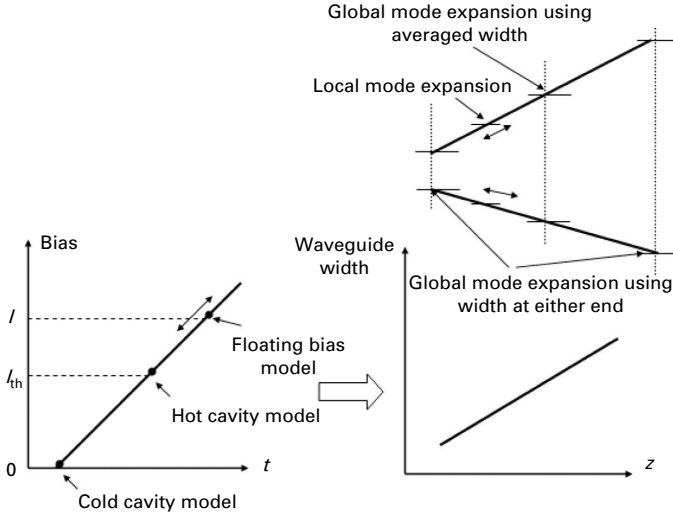 Global mode expansion using
averaged width
Local mode expansion
Bias
Waveguide
width
Global mode expansion using
width at either end
I
Floating bias
model
I_th
Hot cavity model
0
t
z
Cold cavity model